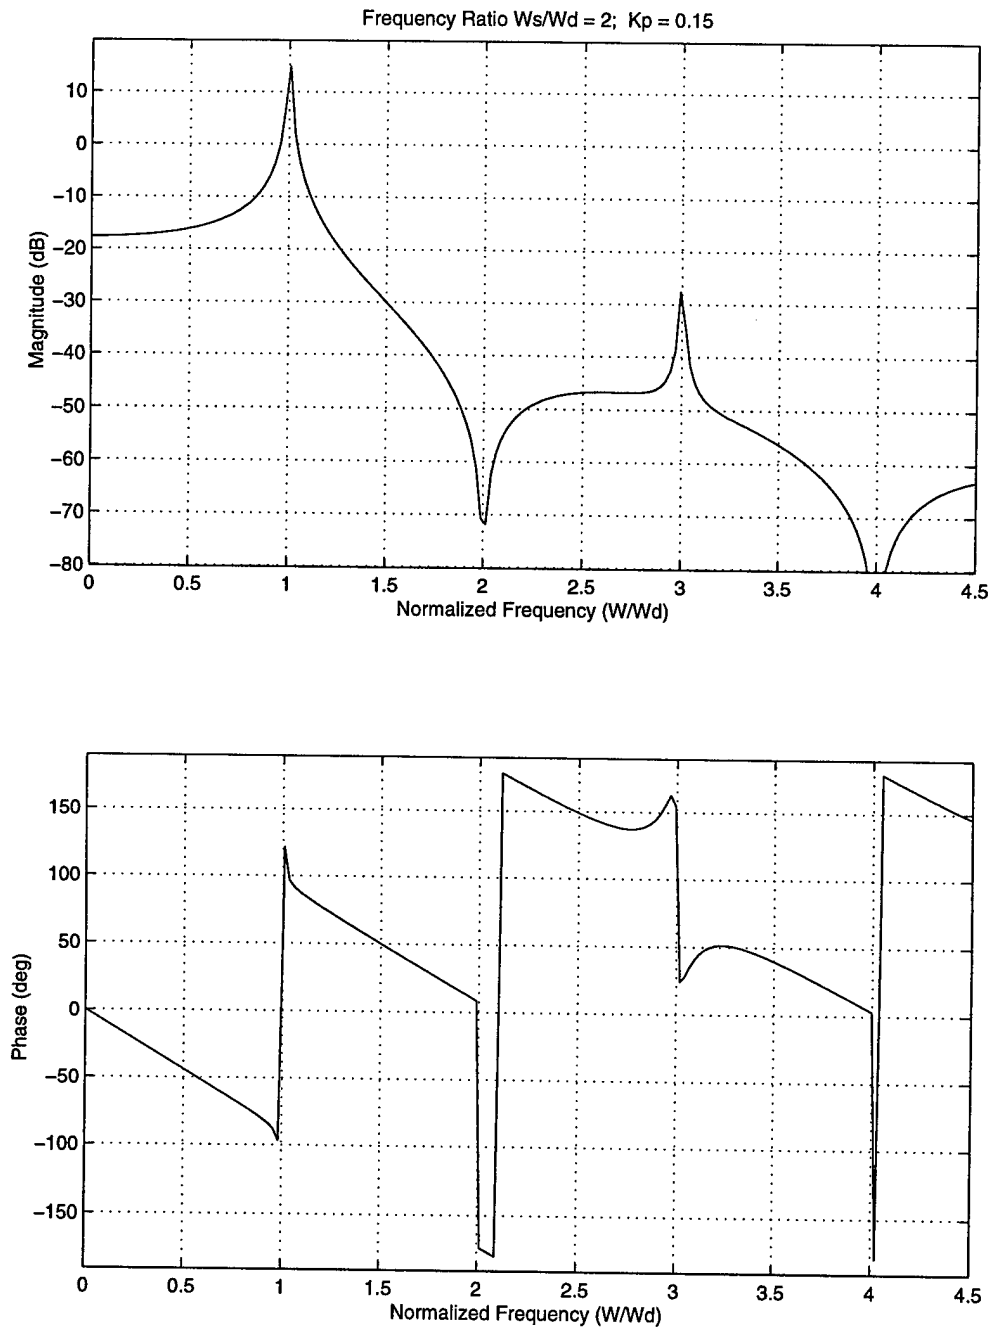 Frequency Ratio Ws/Wd = 2; Kp = 0.15
Magnitude (dB)
10
0
−10
−20
−30
−40
−50
−60
−70
−80
0 0.5 1 1.5 2 2.5 3 3.5 4 4.5
Normalized Frequency (W/Wd)
Phase (deg)
150
100
50
0
−50
−100
−150
0 0.5 1 1.5 2 2.5 3 3.5 4 4.5
Normalized Frequency (W/Wd)